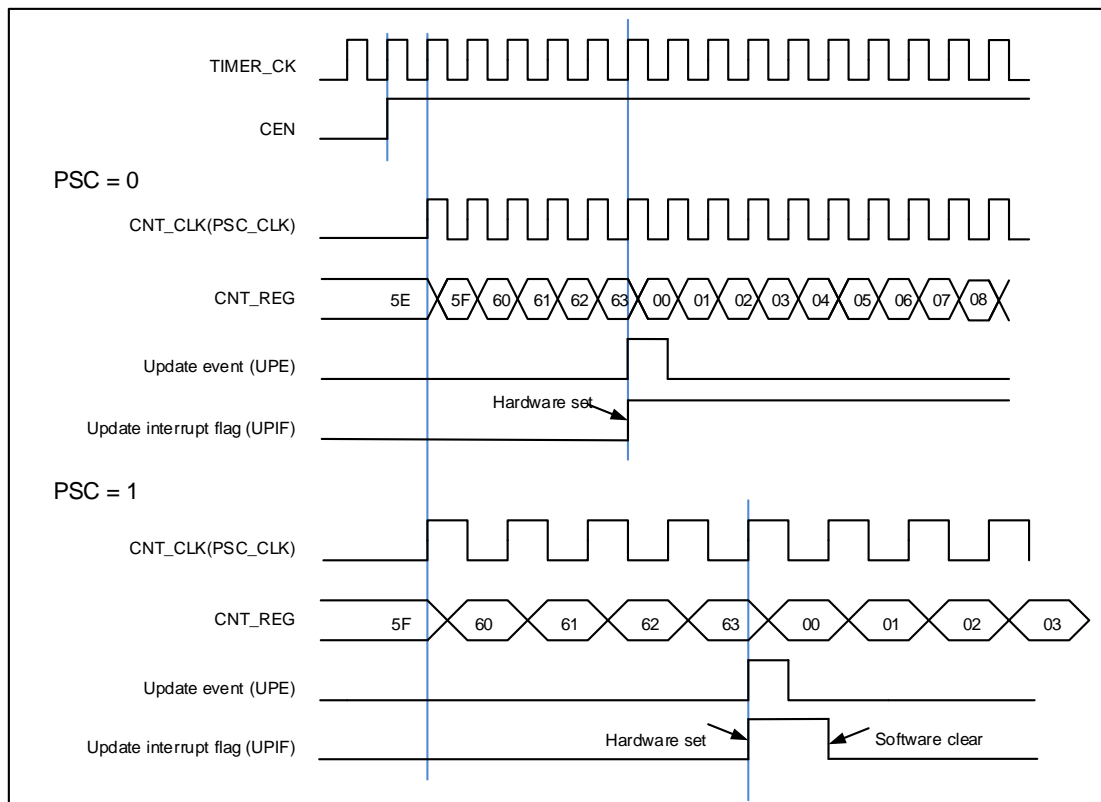 TIMER_CK
CEN
PSC = 0
CNT_CLK(PSC_CLK)
CNT_REG 5E 5F 60 61 62 63 00 01 02 03 04 05 06 07 08
Update event (UPE)
Hardware set
Update interrupt flag (UPIF)
PSC = 1
CNT_CLK(PSC_CLK)
CNT_REG 5F 60 61 62 63 00 01 02 03
Update event (UPE)
Update interrupt flag (UPIF) Hardware set Software clear